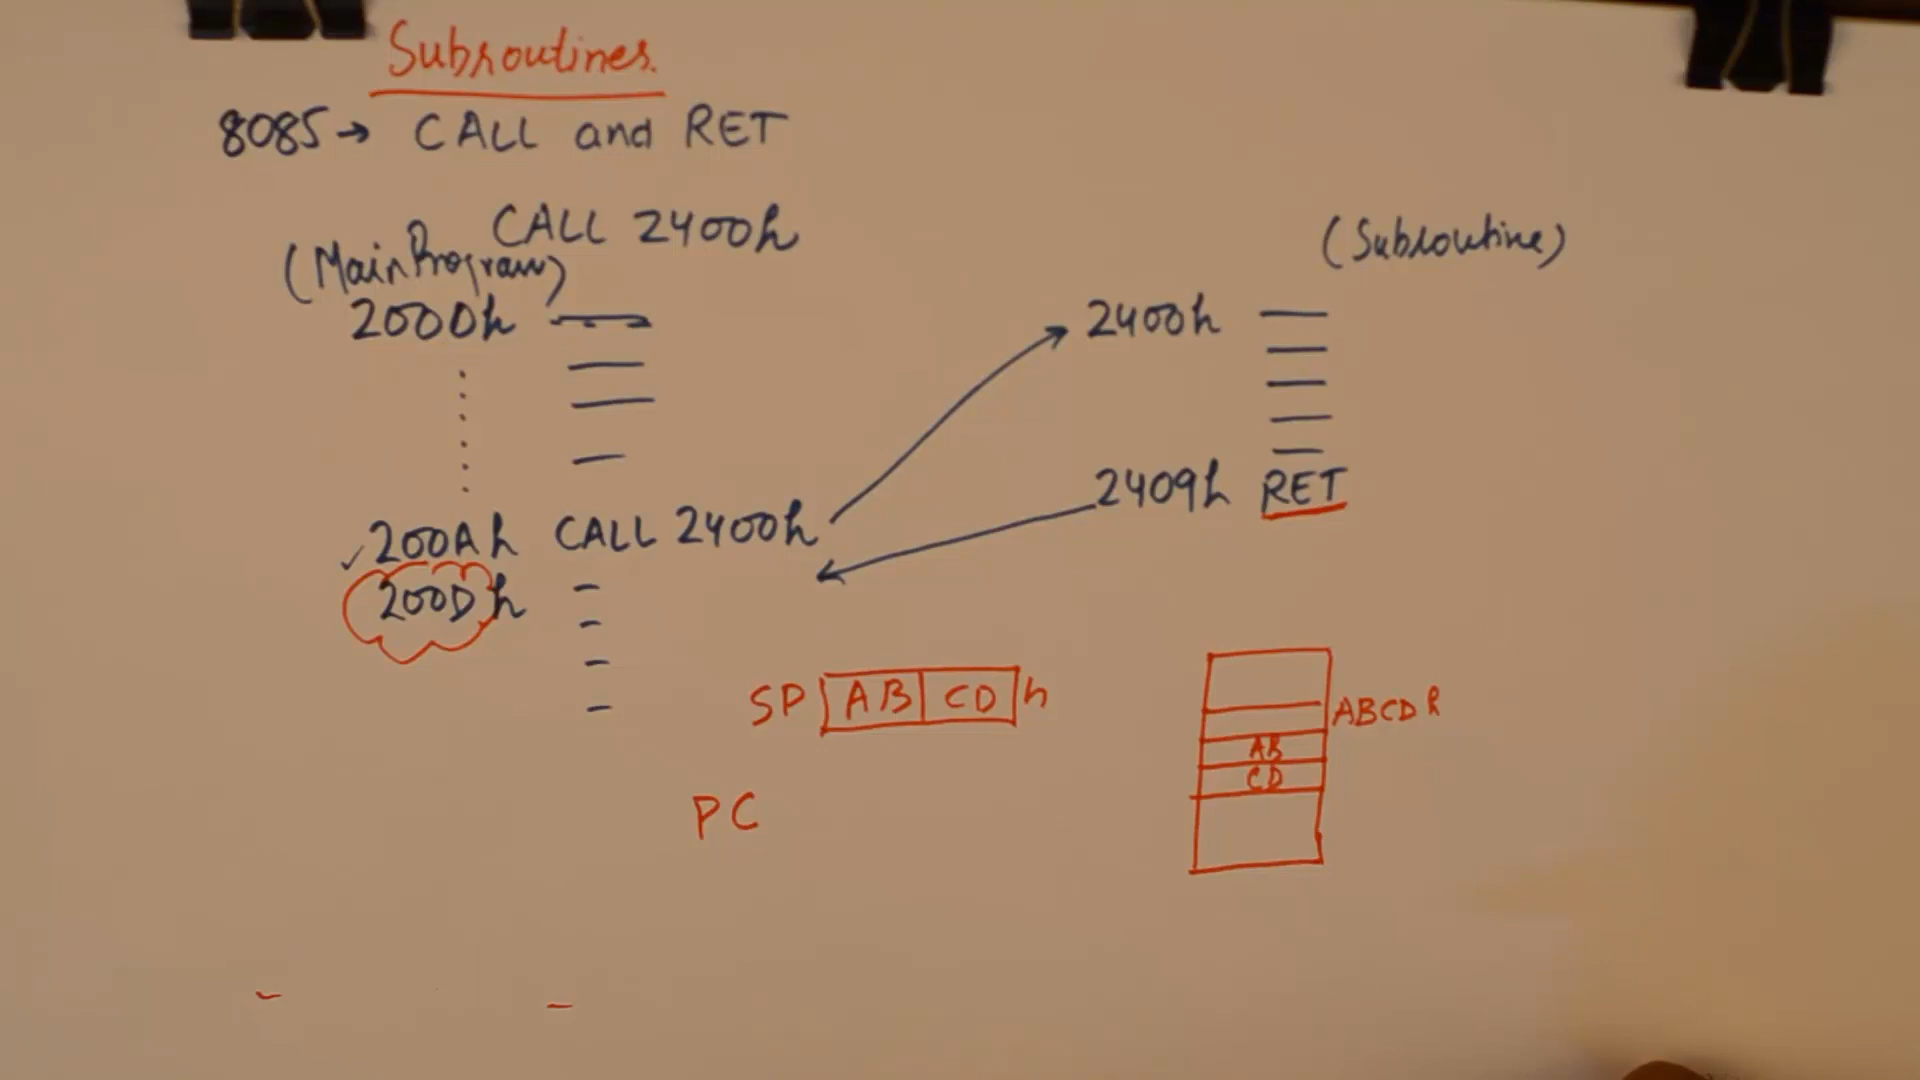 Subroutines.
8085 → CALL and RET
CALL 2400h
(Main Program)
(Subroutine)
2000h
2400h
2409h RET
200Ah CALL 2400h
200Dh
SP AB CD h
ABCDh
AB
CD
PC